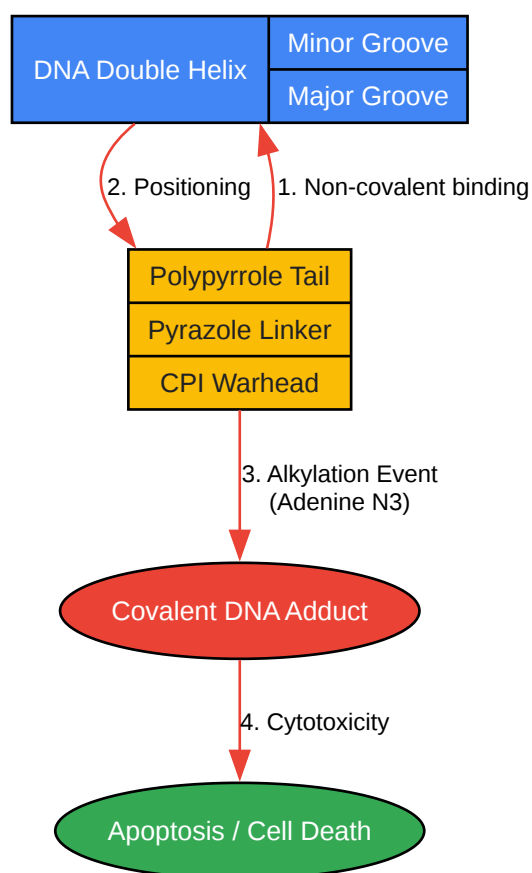 DNA Double Helix
Minor Groove
Major Groove
2. Positioning
1. Non-covalent binding
Polypyrrole Tail
Pyrazole Linker
CPI Warhead
3. Alkylation Event
(Adenine N3)
Covalent DNA Adduct
4. Cytotoxicity
Apoptosis / Cell Death